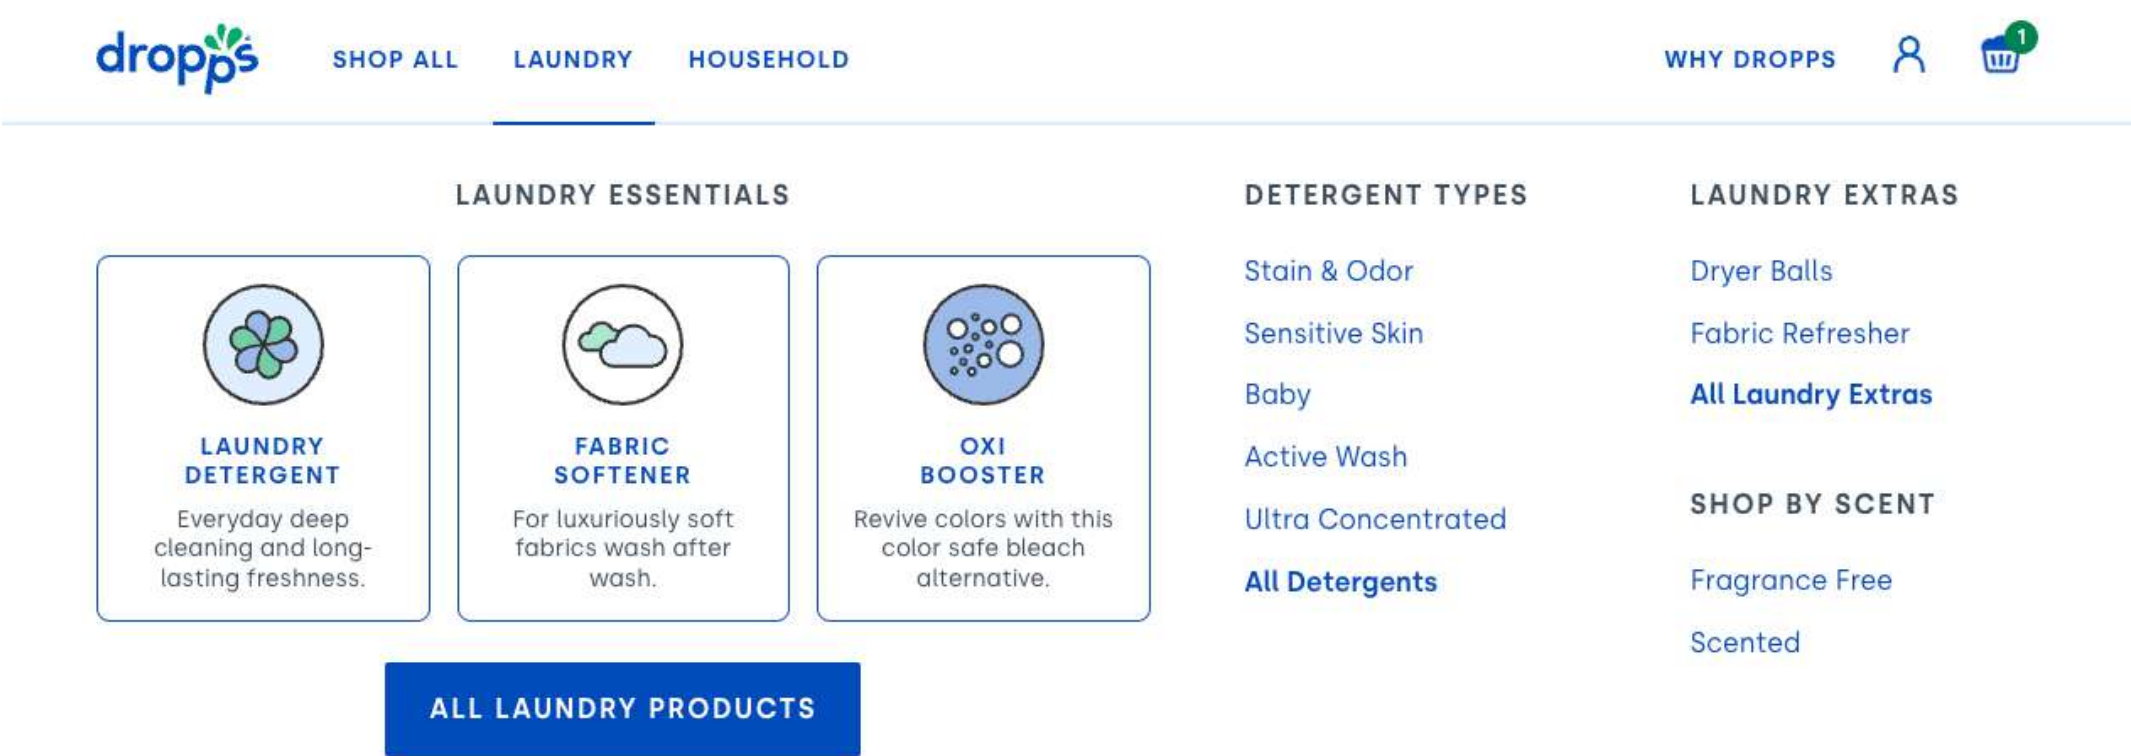 dropps
SHOP ALL
LAUNDRY
HOUSEHOLD
WHY DROPPS
1
LAUNDRY ESSENTIALS
LAUNDRY
DETERGENT
Everyday deep
cleaning and long-
lasting freshness.
FABRIC
SOFTENER
For luxuriously soft
fabrics wash after
wash.
OXI
BOOSTER
Revive colors with this
color safe bleach
alternative.
ALL LAUNDRY PRODUCTS
DETERGENT TYPES
Stain & Odor
Sensitive Skin
Baby
Active Wash
Ultra Concentrated
All Detergents
LAUNDRY EXTRAS
Dryer Balls
Fabric Refresher
All Laundry Extras
SHOP BY SCENT
Fragrance Free
Scented